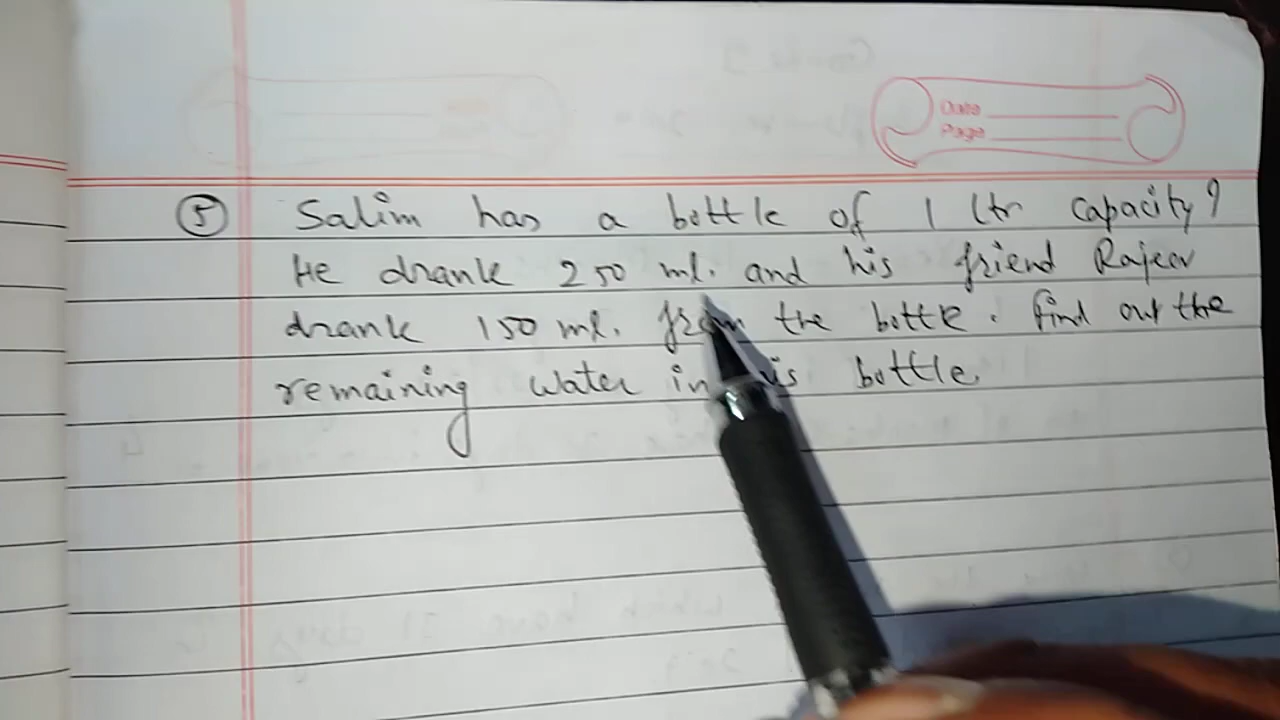 Date
Page
5 Salim has a bottle of 1 ltr capacity?
He drank 250 ml. and his friend Rajeev
drank 150 ml. from the bottle. find out the
remaining water in his bottle.